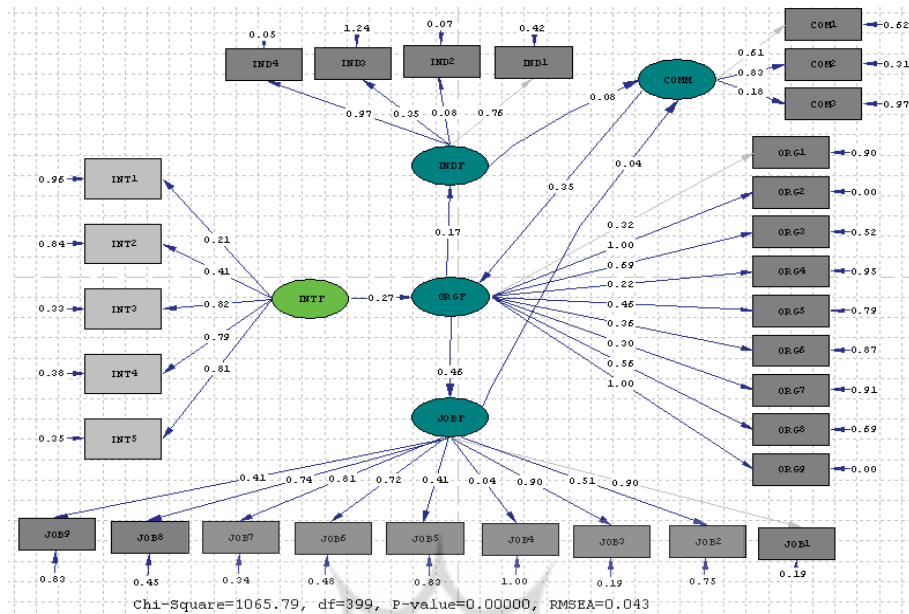 COM1
0.62
0.05
1.24
0.07
0.42
0.61
IND4
IND3
IND2
IND1
COMM
0.83
COM2
0.31
0.18
COM3
0.97
0.97
0.35
0.08
0.76
0.08
ORG1
0.90
INDF
0.04
0.95
INT1
0.35
ORG2
0.00
0.32
0.17
1.00
ORG3
0.52
0.84
INT2
0.21
0.69
0.41
0.22
ORG4
0.95
0.33
INT3
0.82
INTF
0.27
ORGF
0.45
ORG5
0.79
0.79
0.36
0.38
INT4
0.81
0.30
ORG6
0.87
0.45
0.56
1.00
ORG7
0.91
0.35
INT5
JOBF
ORG8
0.69
ORG9
0.00
0.41
0.74
0.81
0.72
0.41
0.04
0.90
0.51
0.90
JOB9
JOB8
JOB7
JOB6
JOB5
JOB4
JOB3
JOB2
JOB1
0.83
0.45
0.34
0.48
0.83
1.00
0.19
0.75
0.19
Chi-Square=1065.79, df=399, P-value=0.00000, RMSEA=0.043